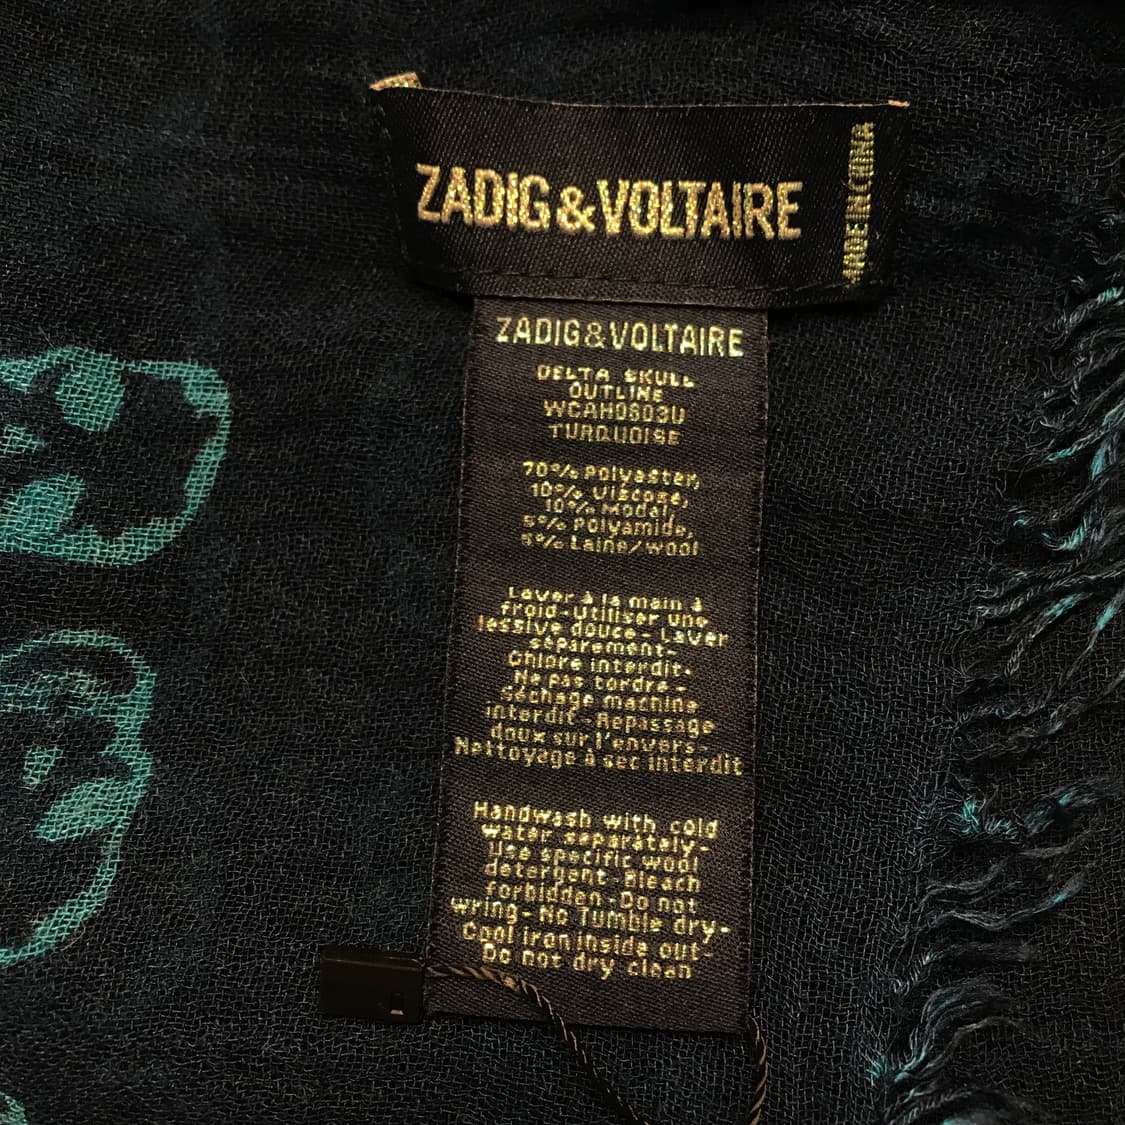 ZADIG&VOLTAIRE
MADE IN CHINA
ZADIG&VOLTAIRE
DELTA SKULL
OUTLINE
WCAH0603U
TURQUOISE
70% Polyester,
10% Viscose,
10% Modal,
5% Polyamide,
5% Laine/wool
Laver à la main à
froid-Utiliser une
lessive douce- Laver
séparement-
Chlore interdit-
Ne pas tordre -
Séchage machine
interdit-Repassage
doux sur l'envers-
Nettoyage à sec interdit
Handwash with cold
water separately-
Use specific wool
detergent-Bleach
forbidden-Do not
wring- No Tumble dry-
Cool iron inside out-
Do not dry clean